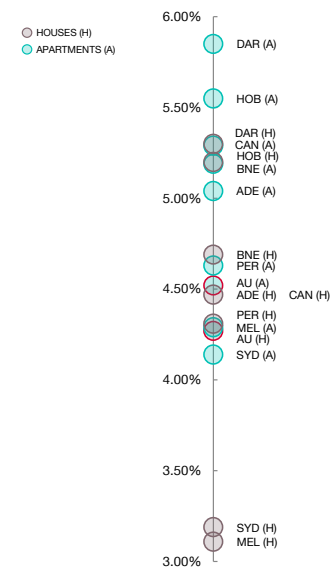 HOUSES (H)
APARTMENTS (A)
6.00%
DAR (A)
5.50%
HOB (A)
DAR (H)
CAN (A)
HOB (H)
BNE (A)
5.00%
ADE (A)
BNE (H)
PER (A)
4.50%
AU (A)
ADE (H) CAN (H)
PER (H)
MEL (A)
AU (H)
SYD (A)
4.00%
3.50%
SYD (H)
MEL (H)
3.00%